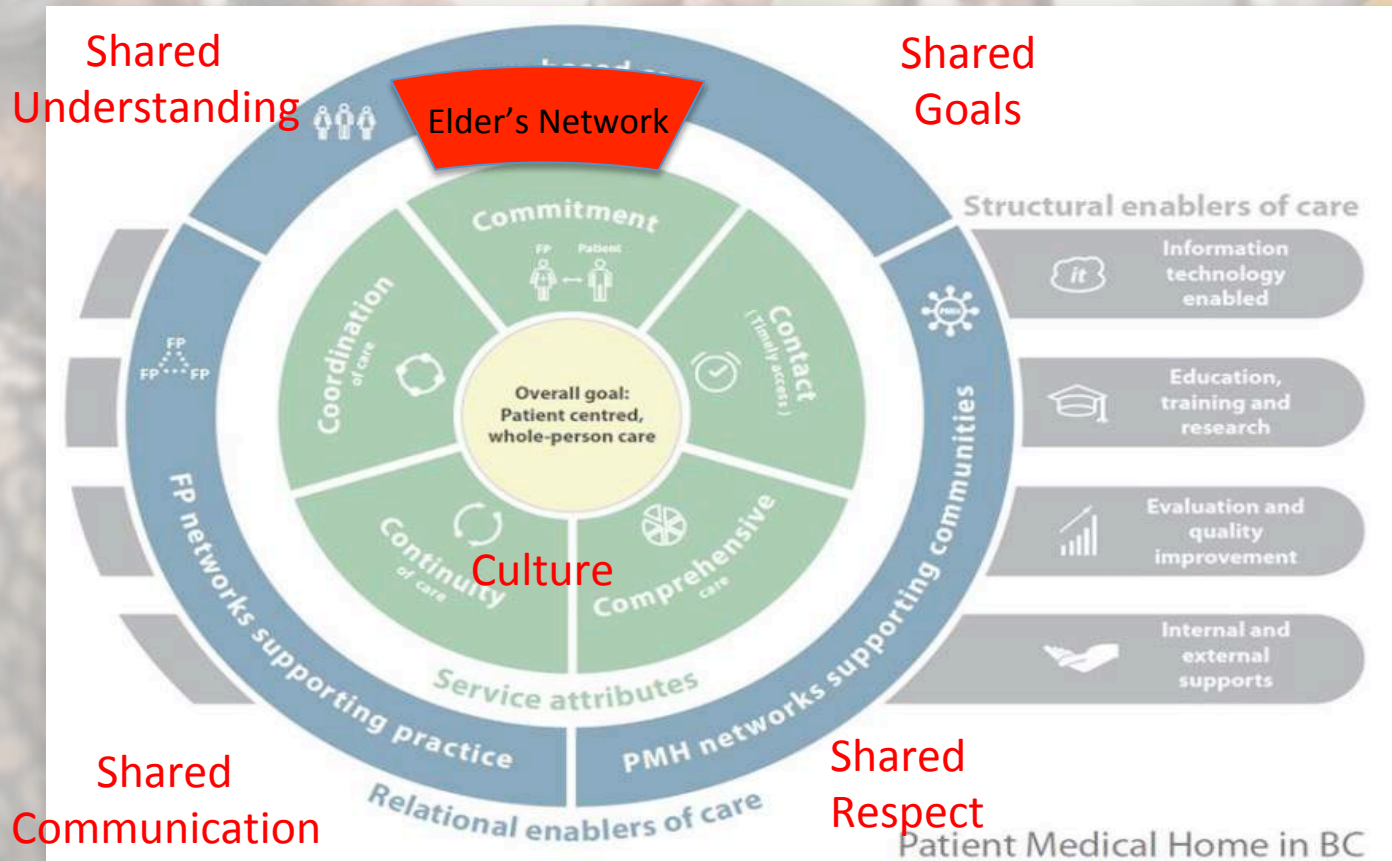 Shared
Understanding
Shared
Goals
Elder’s Network
Commitment
FP Patient
Coordination
of care
Contact
(Timely access)
Overall goal:
Patient centred,
whole-person care
Continuity
of care
Culture
Comprehensive
care
Service attributes
FP
FP FP
FP networks supporting practice
PMH
PMH networks supporting communities
Relational enablers of care
Structural enablers of care
it
Information
technology
enabled
Education,
training and
research
Evaluation and
quality
improvement
Internal and
external
supports
Shared
Communication
Shared
Respect
Patient Medical Home in BC